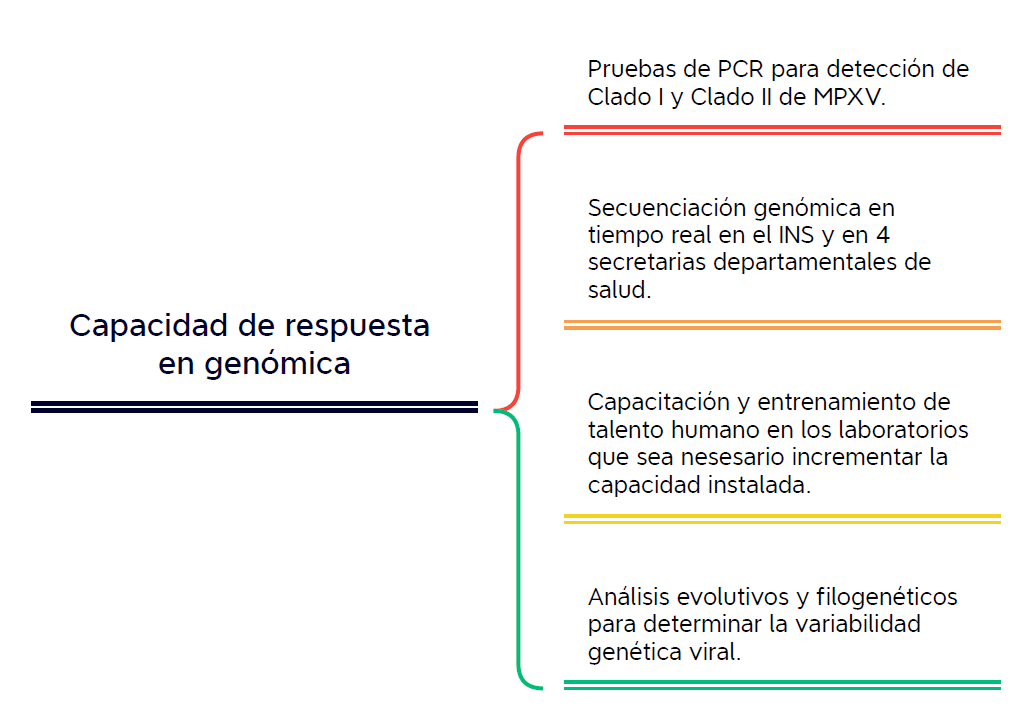 Capacidad de respuesta
en genómica
Pruebas de PCR para detección de
Clado I y Clado II de MPXV.
Secuenciación genómica en
tiempo real en el INS y en 4
secretarias departamentales de
salud.
Capacitación y entrenamiento de
talento humano en los laboratorios
que sea nesesario incrementar la
capacidad instalada.
Análisis evolutivos y filogenéticos
para determinar la variabilidad
genética viral.